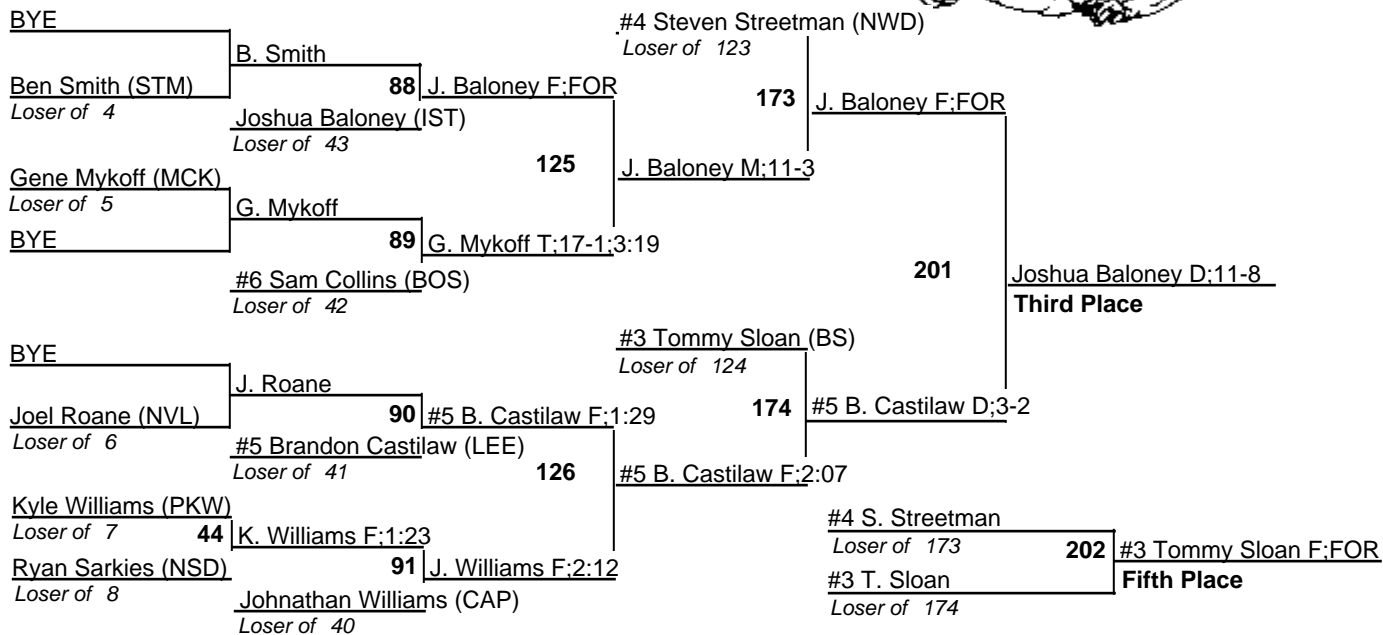 BYE
Ben Smith (STM)
Loser of 4
B. Smith
88
Joshua Baloney (IST)
Loser of 43
J. Baloney F;FOR
Gene Mykoff (MCK)
Loser of 5
BYE
G. Mykoff
89
#6 Sam Collins (BOS)
Loser of 42
G. Mykoff T;17-1;3:19
125
#4 Steven Streetman (NWD)
Loser of 123
J. Baloney M;11-3
173
J. Baloney F;FOR
BYE
Joel Roane (NVL)
Loser of 6
J. Roane
90
#5 Brandon Castilaw (LEE)
Loser of 41
#5 B. Castilaw F;1:29
Kyle Williams (PKW)
Loser of 7
44
Ryan Sarkies (NSD)
Loser of 8
K. Williams F;1:23
91
Johnathan Williams (CAP)
Loser of 40
J. Williams F;2:12
126
#3 Tommy Sloan (BS)
Loser of 124
#5 B. Castilaw F;2:07
174
#5 B. Castilaw D;3-2
201
Joshua Baloney D;11-8
Third Place
#4 S. Streetman
Loser of 173
#3 T. Sloan
Loser of 174
202
#3 Tommy Sloan F;FOR
Fifth Place